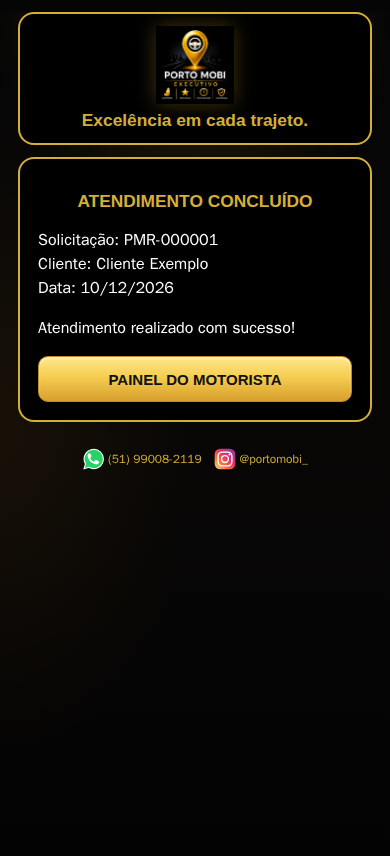 PORTO MOBI
EXECUTIVO
Excelência em cada trajeto.
ATENDIMENTO CONCLUÍDO
Solicitação: PMR-000001
Cliente: Cliente Exemplo
Data: 10/12/2026
Atendimento realizado com sucesso!
PAINEL DO MOTORISTA
(51) 99008-2119 @portomobi_